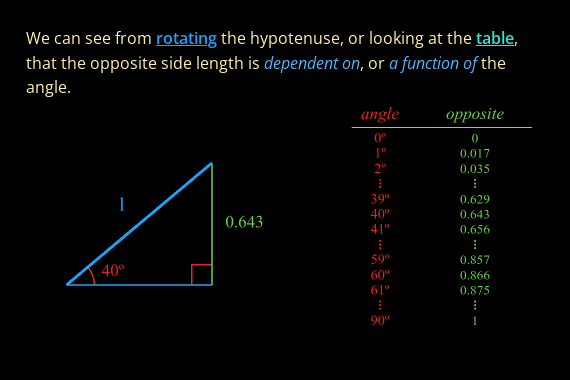 We can see from rotating the hypotenuse, or looking at the table,
that the opposite side length is dependent on, or a function of the
angle.
angle opposite
0º 0
1º 0.017
2º 0.035
⋮ ⋮
39º 0.629
40º 0.643
41º 0.656
⋮ ⋮
59º 0.857
60º 0.866
61º 0.875
⋮ ⋮
90º 1
1
0.643
40º